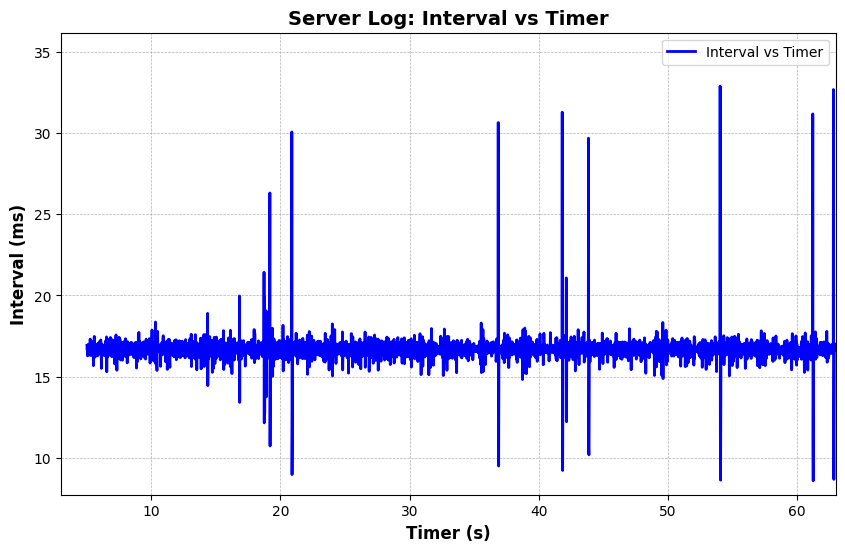 Server Log: Interval vs Timer
Interval vs Timer
Interval (ms)
35
30
25
20
15
10
10 20 30 40 50 60
Timer (s)